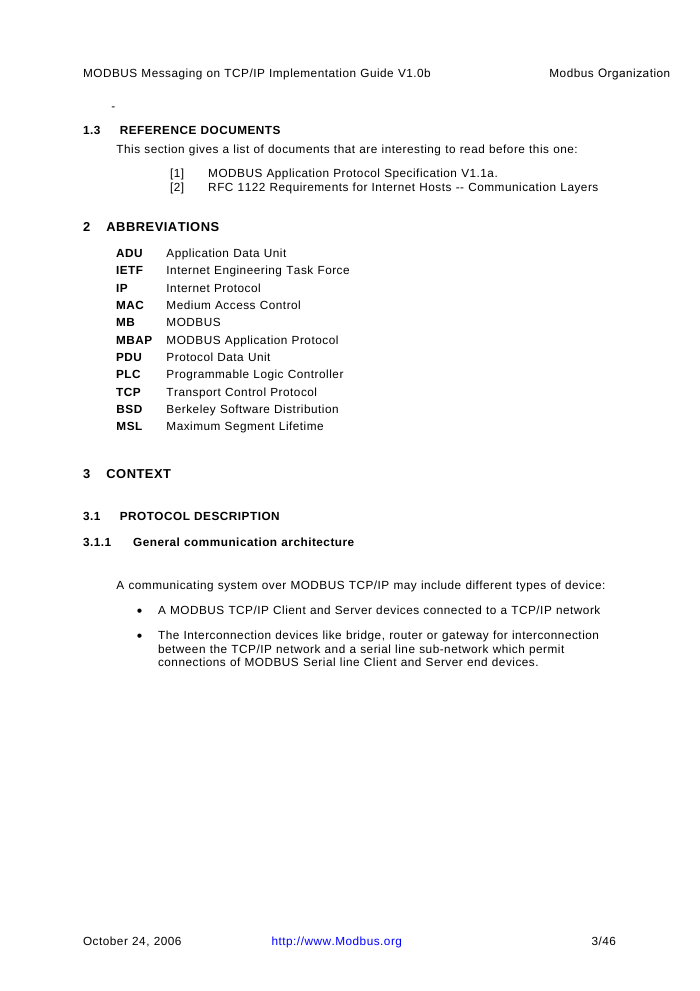 MODBUS Messaging on TCP/IP Implementation Guide V1.0b Modbus Organization
-
1.3 REFERENCE DOCUMENTS
This section gives a list of documents that are interesting to read before this one:
[1] MODBUS Application Protocol Specification V1.1a.
[2] RFC 1122 Requirements for Internet Hosts -- Communication Layers
2 ABBREVIATIONS
ADU Application Data Unit
IETF Internet Engineering Task Force
IP Internet Protocol
MAC Medium Access Control
MB MODBUS
MBAP MODBUS Application Protocol
PDU Protocol Data Unit
PLC Programmable Logic Controller
TCP Transport Control Protocol
BSD Berkeley Software Distribution
MSL Maximum Segment Lifetime
3 CONTEXT
3.1 PROTOCOL DESCRIPTION
3.1.1 General communication architecture
A communicating system over MODBUS TCP/IP may include different types of device:
• A MODBUS TCP/IP Client and Server devices connected to a TCP/IP network
• The Interconnection devices like bridge, router or gateway for interconnection
between the TCP/IP network and a serial line sub-network which permit
connections of MODBUS Serial line Client and Server end devices.
October 24, 2006 http://www.Modbus.org 3/46